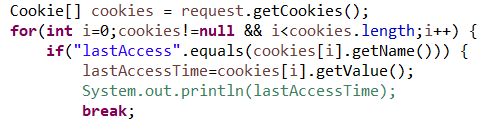 Cookie[] cookies = request.getCookies();
for(int i=0;cookies!=null && i<cookies.length;i++) {
if("lastAccess".equals(cookies[i].getName())) {
lastAccessTime=cookies[i].getValue();
System.out.println(lastAccessTime);
break;